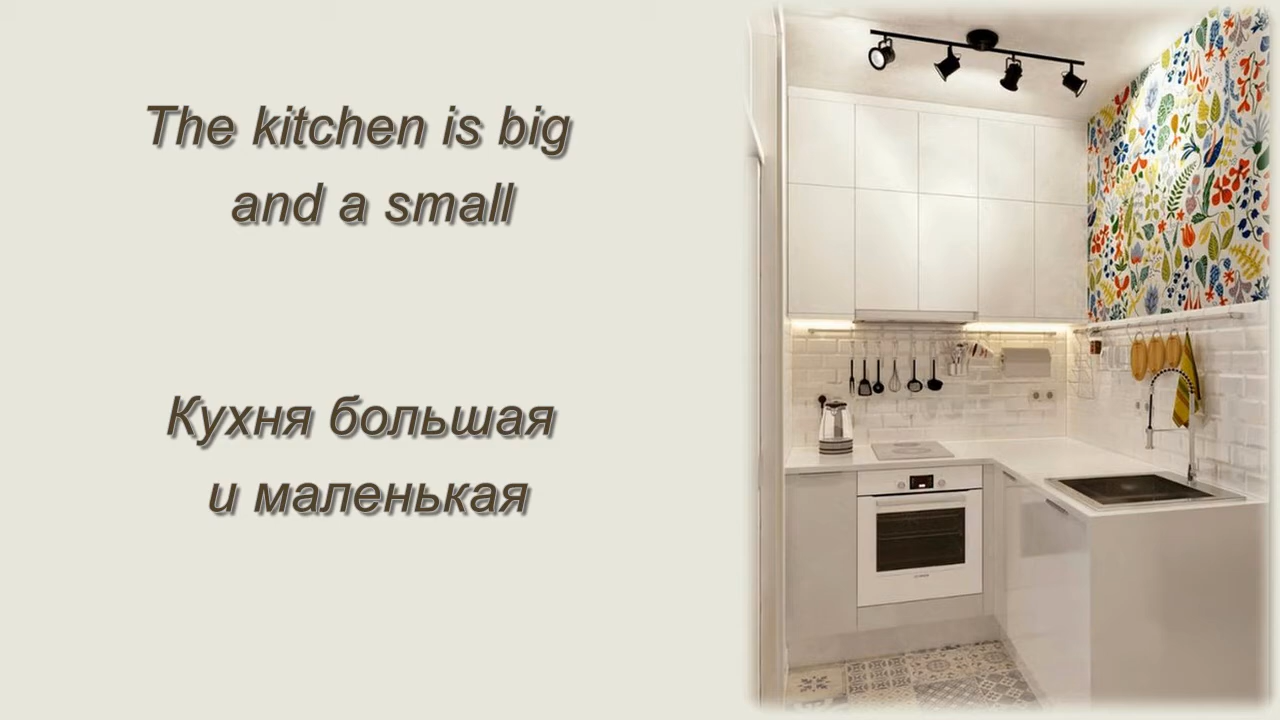 The kitchen is big
and a small
Кухня большая
и маленькая